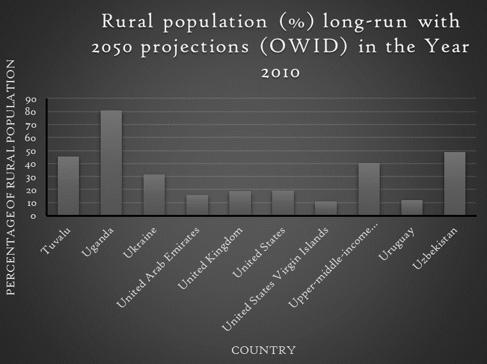 Rural population (%) long-run with
2050 projections (OWID) in the Year
2010
PERCENTAGE OF RURAL POPULATION
90
80
70
60
50
40
30
20
10
0
Tuvalu
Uganda
Ukraine
United Arab Emirates
United Kingdom
United States
United States Virgin Islands
Upper-middle-income...
Uruguay
Uzbekistan
COUNTRY